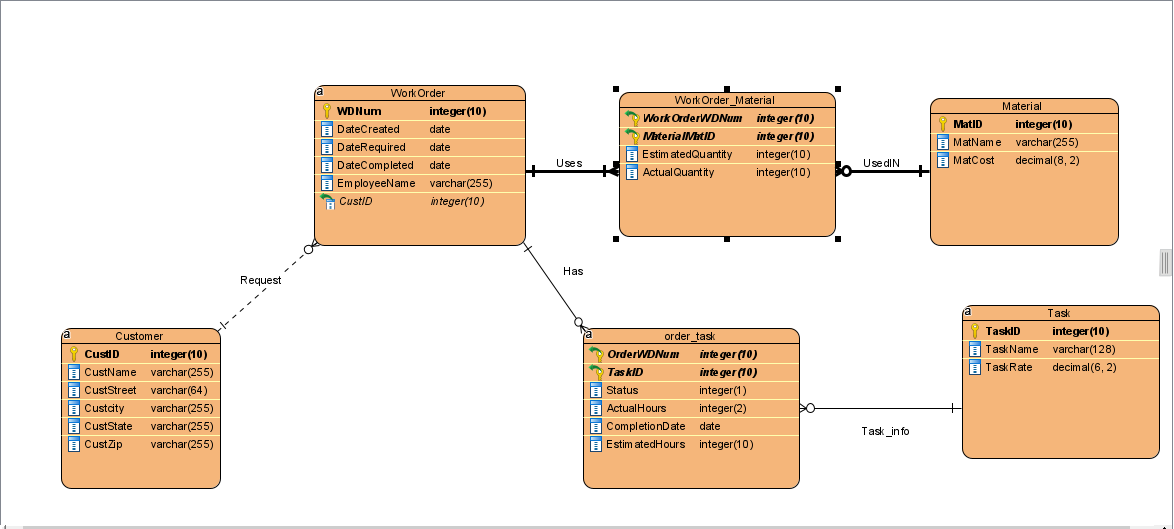 a
WorkOrder
WDNum integer(10)
DateCreated date
DateRequired date
DateCompleted date
EmployeeName varchar(255)
CustID integer(10)
WorkOrder_Material
WorkOrderWDNum integer(10)
MaterialMatID integer(10)
EstimatedQuantity integer(10)
ActualQuantity integer(10)
Material
MatID integer(10)
MatName varchar(255)
MatCost decimal(8, 2)
Uses
UsedIN
Request
Has
a
Customer
CustID integer(10)
CustName varchar(255)
CustStreet varchar(64)
Custcity varchar(255)
CustState varchar(255)
CustZip varchar(255)
a
order_task
OrderWDNum integer(10)
TaskID integer(10)
Status integer(1)
ActualHours integer(2)
CompletionDate date
EstimatedHours integer(10)
a
Task
TaskID integer(10)
TaskName varchar(128)
TaskRate decimal(6, 2)
Task_info